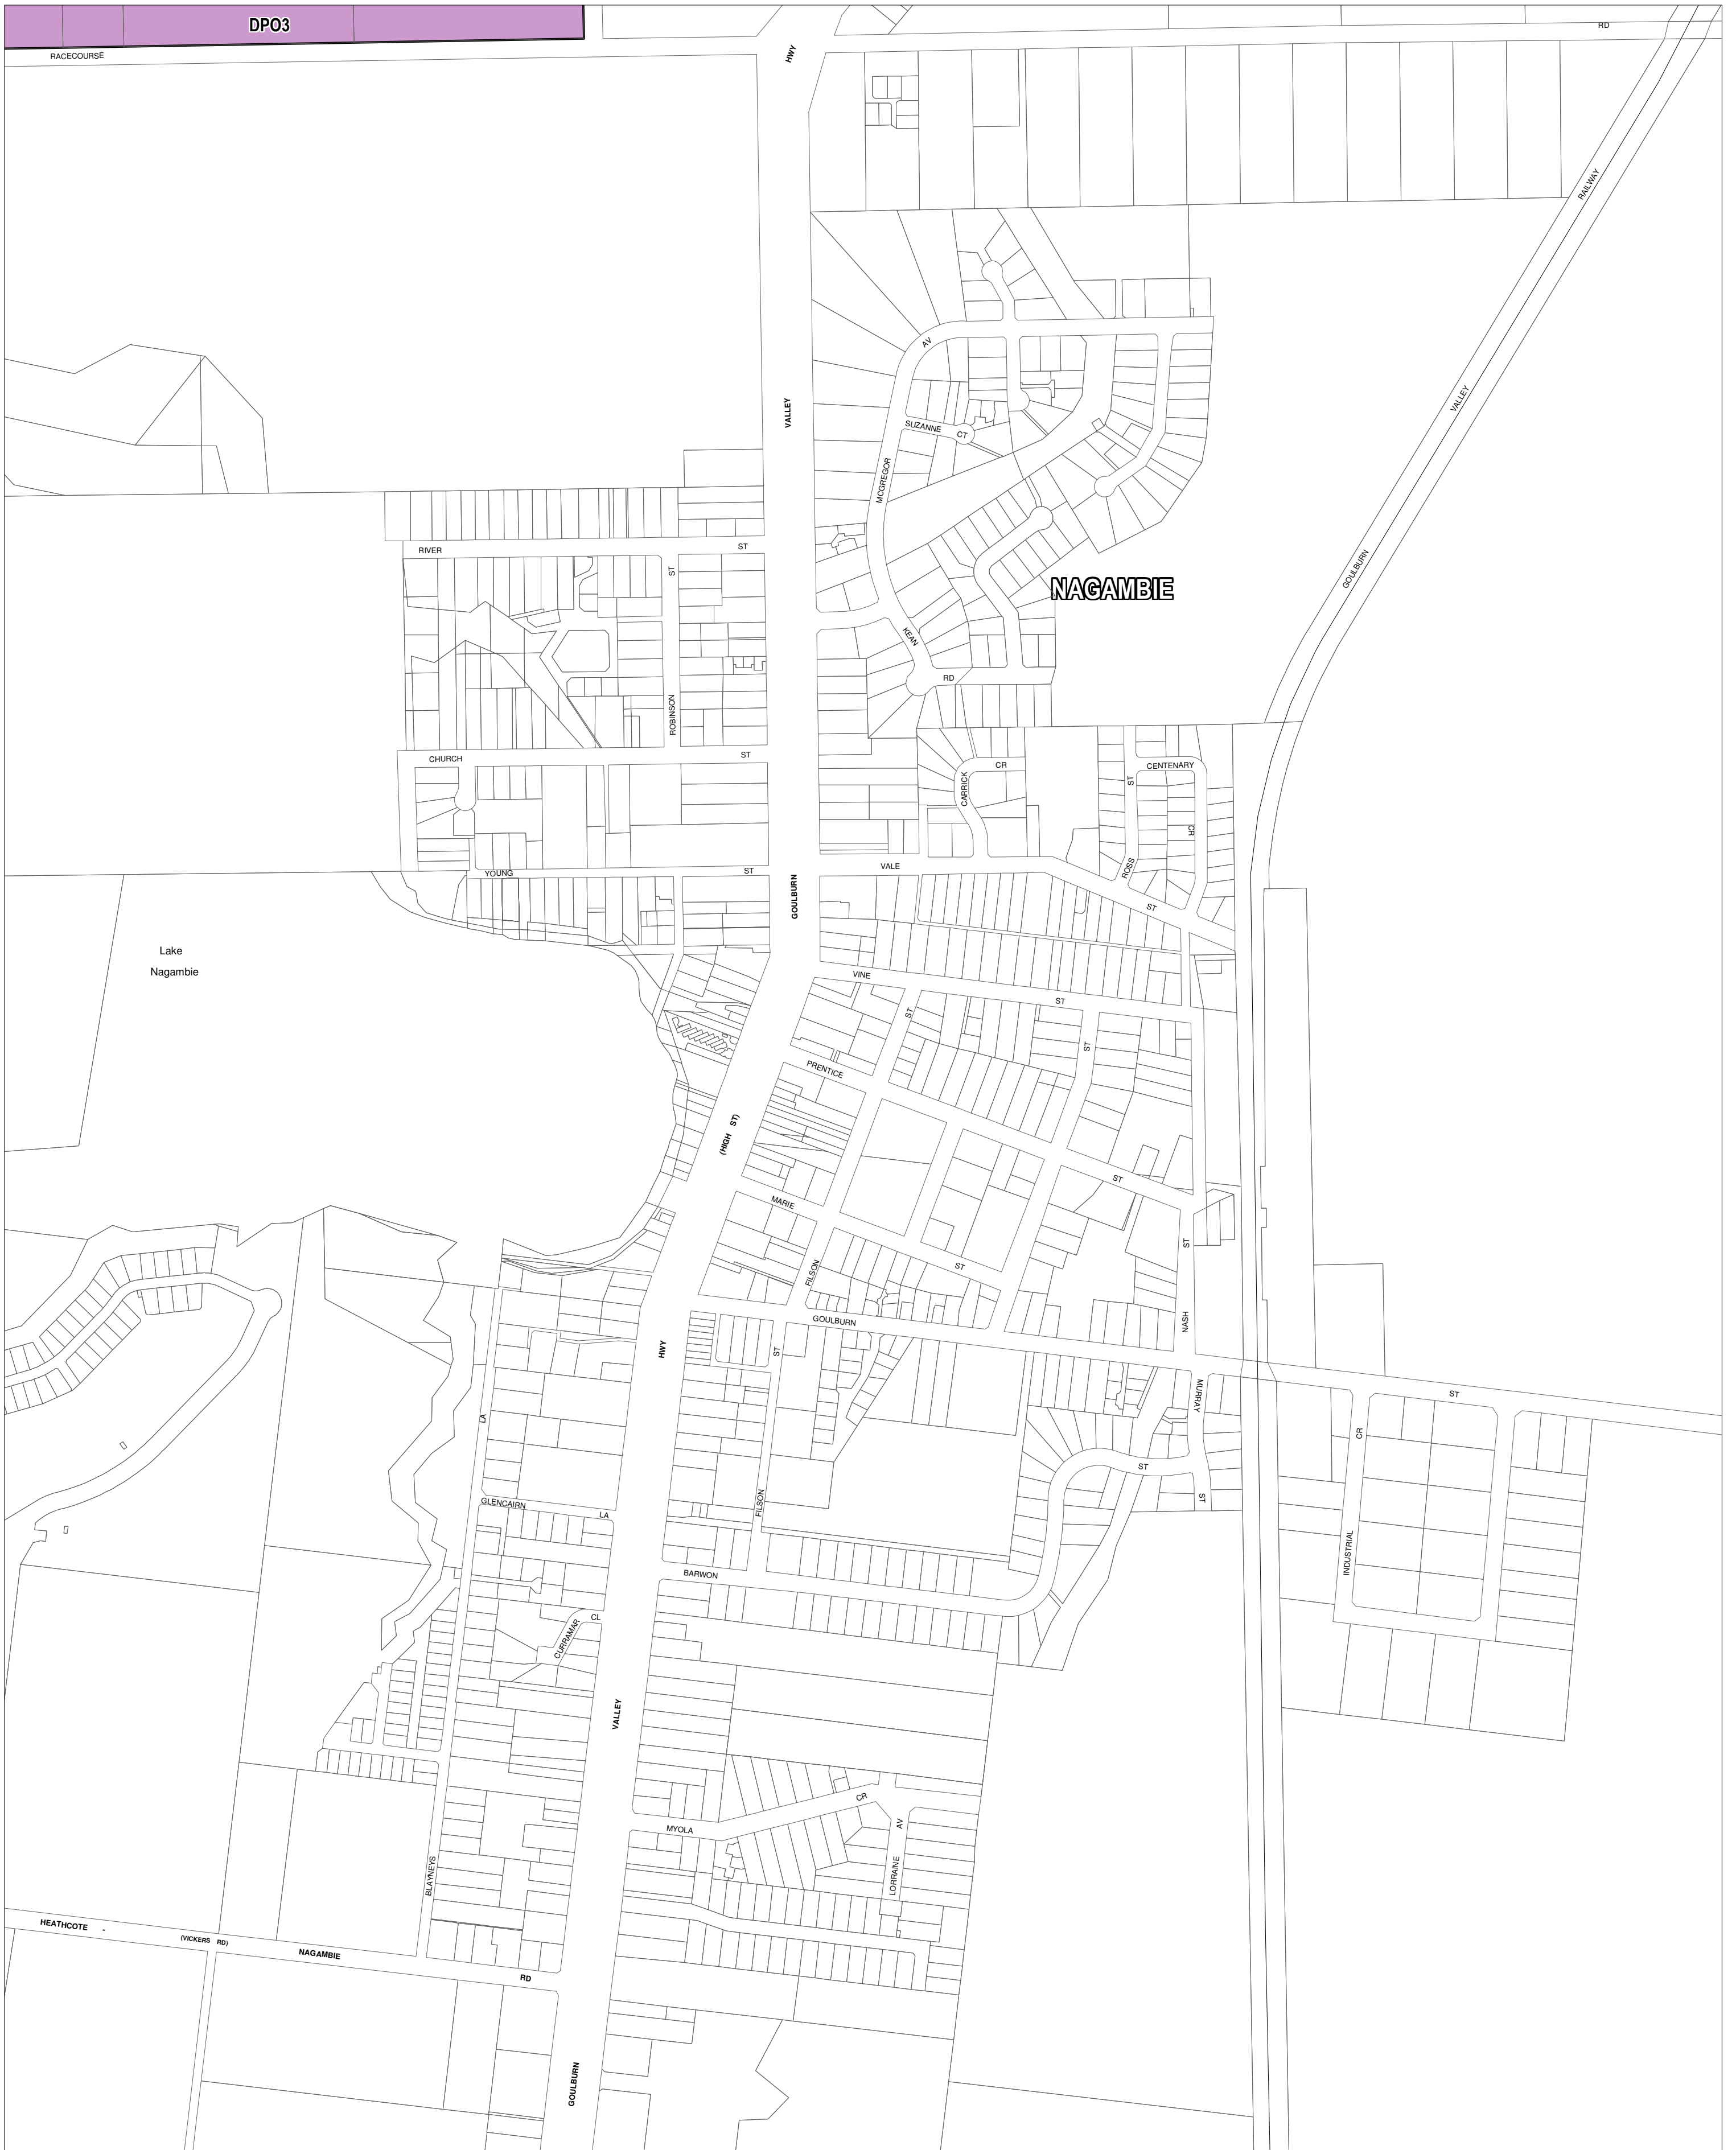 DPO3
RD
RACECOURSE
HWY
RAILWAY
AV
VALLEY
VALLEY
SUZANNE CT
MCGREGOR
RIVER ST
ST
GOULBURN
NAGAMBIE
KEAN
RD
ROBINSON
CHURCH ST
CR
CARRICK
ST
CENTENARY
CR
ROSS
VALE
YOUNG ST
GOULBURN
ST
Lake
Nagambie
VINE
ST
ST
ST
PRENTICE
(HIGH ST)
ST
MARIE
ST
FILSON
ST
NASH
GOULBURN
HWY
ST
MURRAY
ST
LA
CR
ST
ST
GLENCAIRN
LA
FILSON
INDUSTRIAL
BARWON
CL
CURRAMAR
VALLEY
CR
AV
MYOLA
LORRAINE
BLAYNEYS
HEATHCOTE -
(VICKERS RD)
NAGAMBIE
RD
GOULBURN